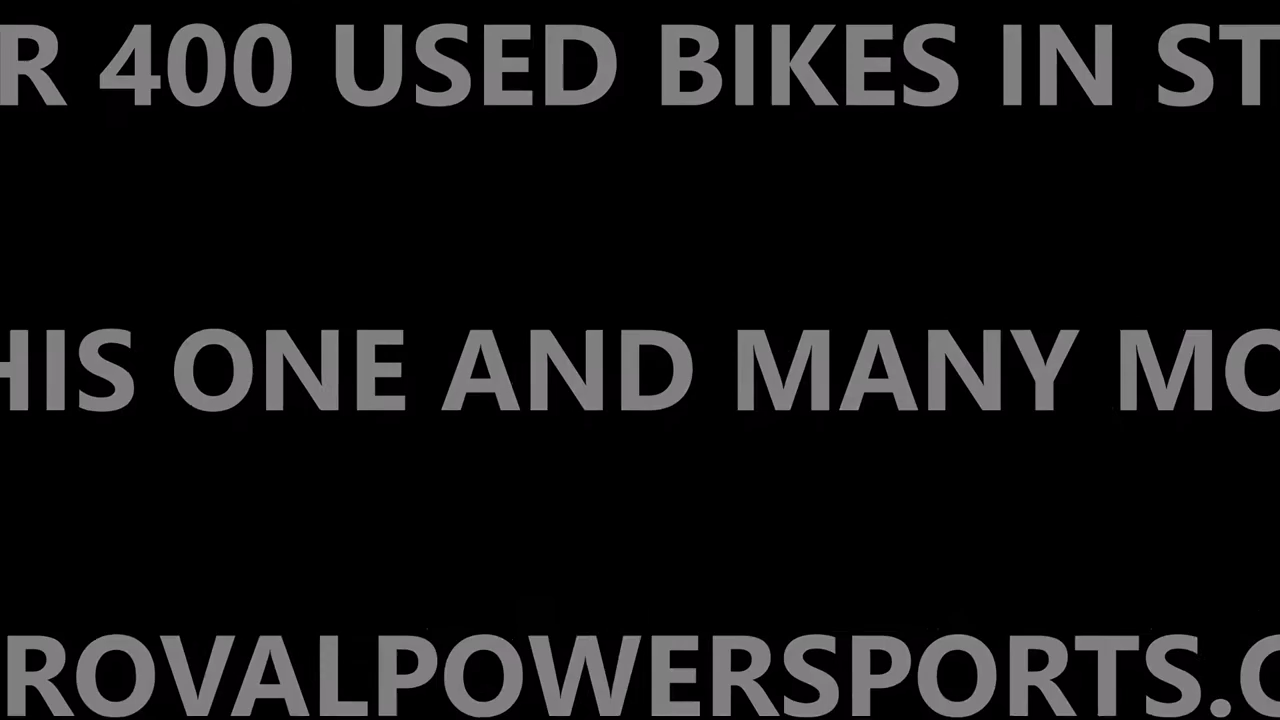 R 400 USED BIKES IN ST
HIS ONE AND MANY MO
ROVALPOWERSPORTS.C